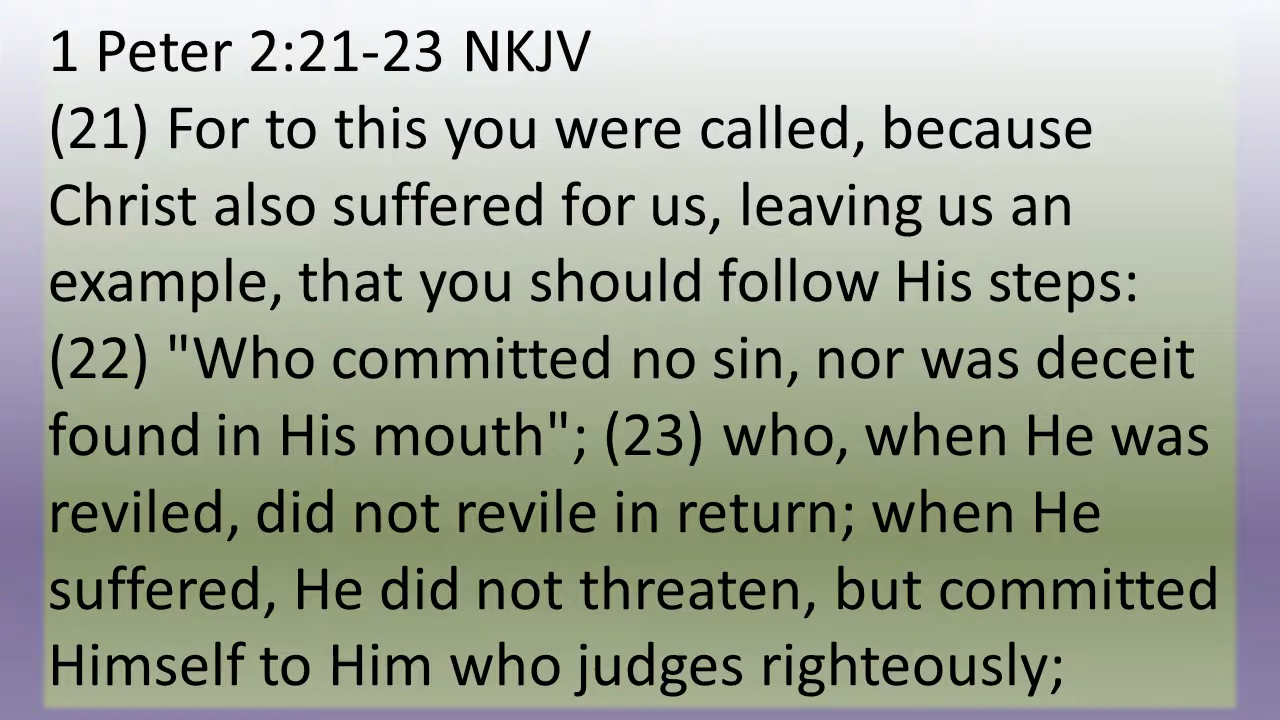 1 Peter 2:21-23 NKJV
(21) For to this you were called, because
Christ also suffered for us, leaving us an
example, that you should follow His steps:
(22) "Who committed no sin, nor was deceit
found in His mouth"; (23) who, when He was
reviled, did not revile in return; when He
suffered, He did not threaten, but committed
Himself to Him who judges righteously;